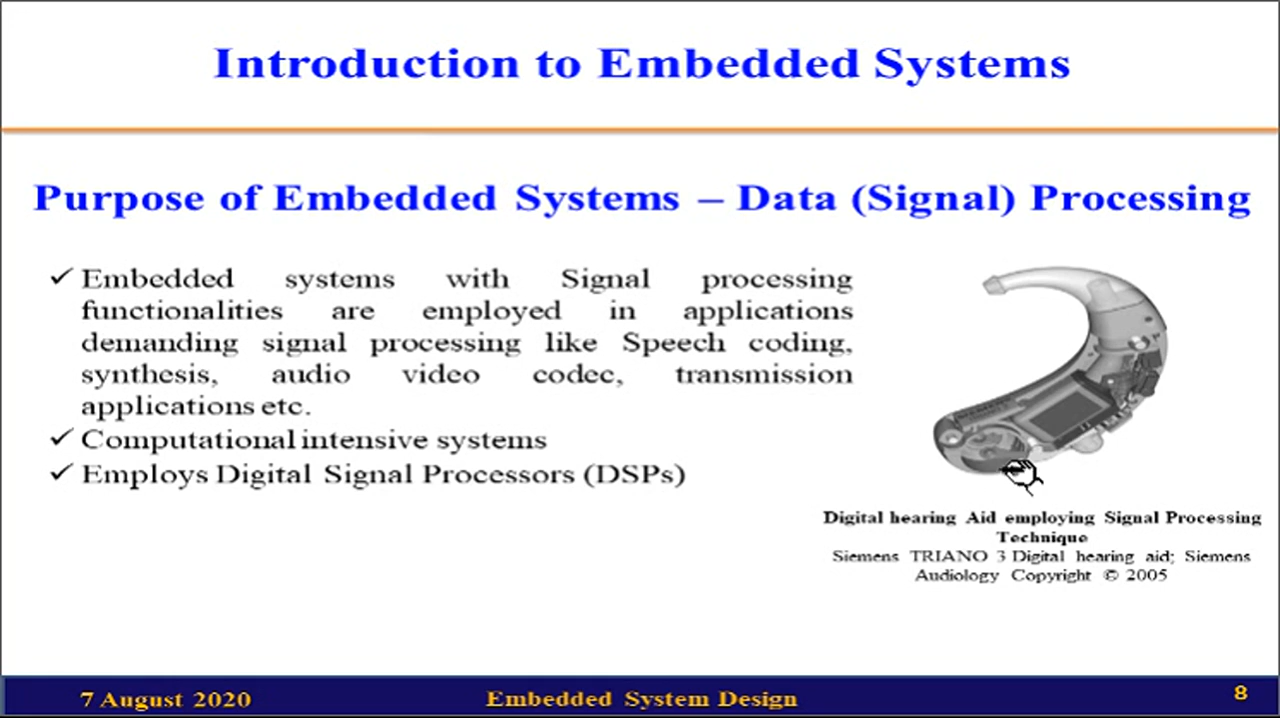 Introduction to Embedded Systems
Purpose of Embedded Systems – Data (Signal) Processing
✓ Embedded systems with Signal processing
functionalities are employed in applications
demanding signal processing like Speech coding,
synthesis, audio video codec, transmission
applications etc.
✓ Computational intensive systems
✓ Employs Digital Signal Processors (DSPs)
Digital hearing Aid employing Signal Processing
Technique
Siemens TRIANO 3 Digital hearing aid; Siemens
Audiology Copyright © 2005
7 August 2020
Embedded System Design
8